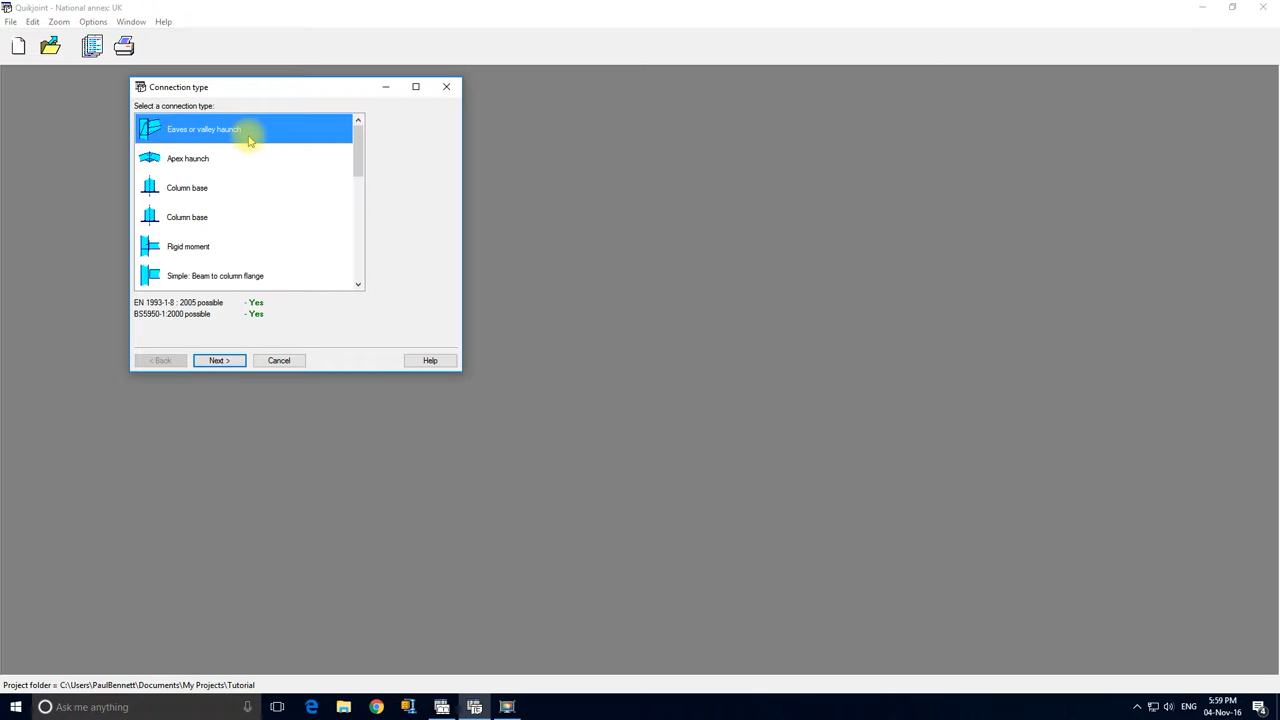 Quikjoint - National annex: UK
File Edit Zoom Options Window Help
Connection type
Select a connection type:
Eaves or valley haunch
Apex haunch
Column base
Column base
Rigid moment
Simple: Beam to column flange
EN 1993-1-8 : 2005 possible - Yes
BS5950-1:2000 possible - Yes
< Back Next > Cancel Help
Project folder = C:\Users\PaulBennett\Documents\My Projects\Tutorial
Ask me anything
ENG
5:59 PM
04-Nov-16
4